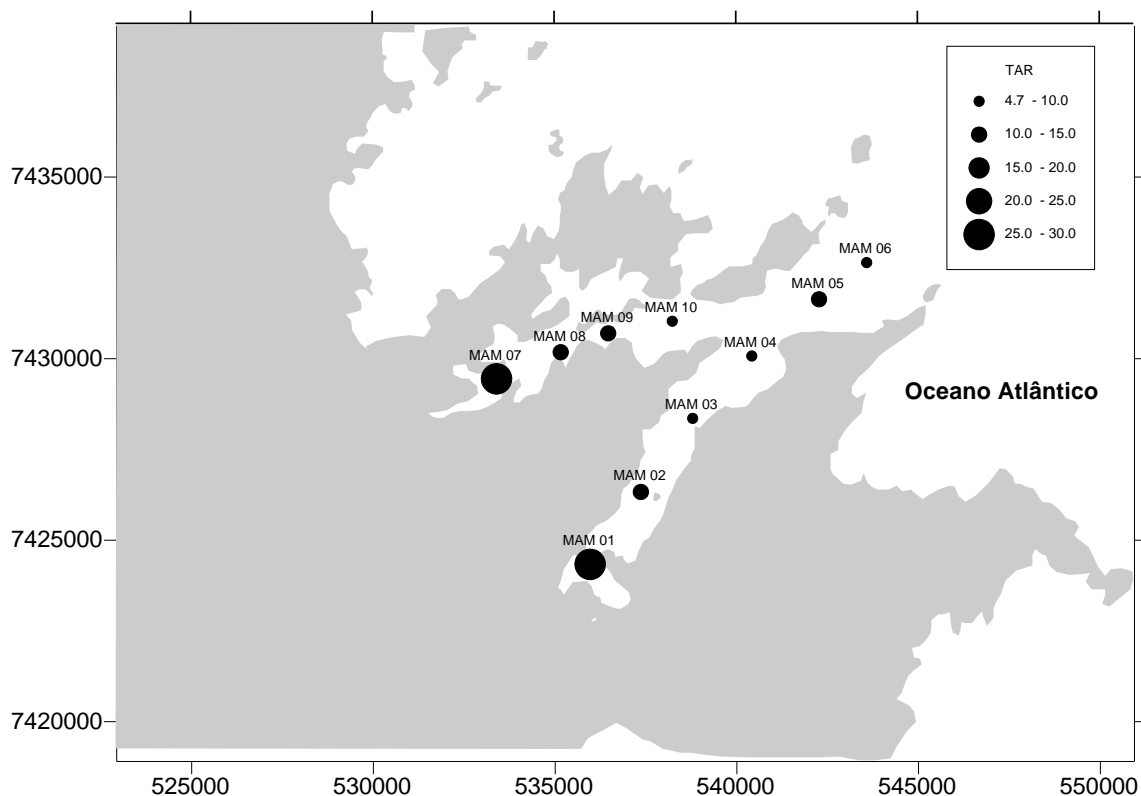 TAR
4.7 - 10.0
10.0 - 15.0
15.0 - 20.0
20.0 - 25.0
25.0 - 30.0
7435000
MAM 06
MAM 05
MAM 10
MAM 09
MAM 08
MAM 04
7430000
MAM 07
Oceano Atlântico
MAM 03
MAM 02
7425000
MAM 01
7420000
525000 530000 535000 540000 545000 550000